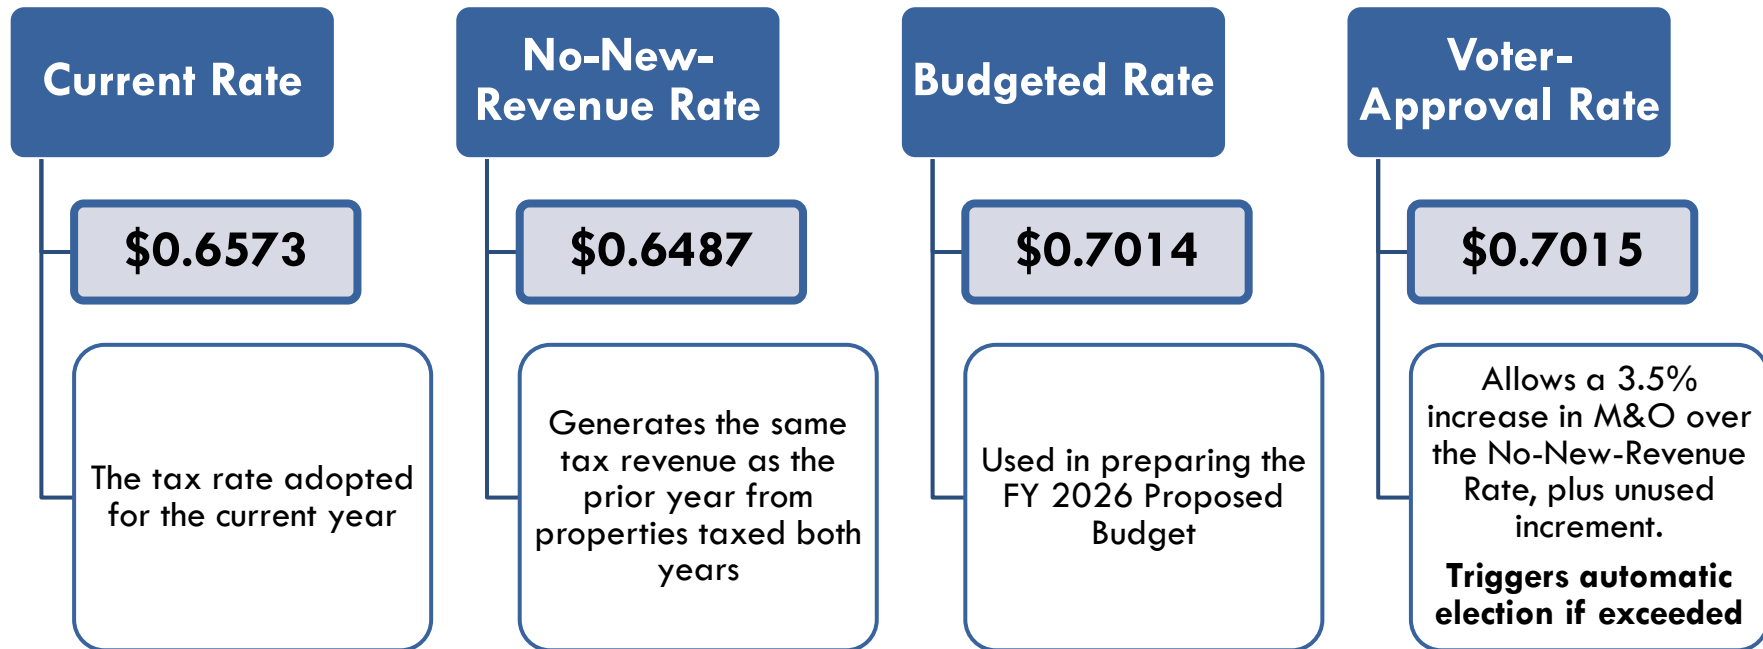 Current Rate
$0.6573
The tax rate adopted
for the current year
No-New-
Revenue Rate
$0.6487
Generates the same
tax revenue as the
prior year from
properties taxed both
years
Budgeted Rate
$0.7014
Used in preparing the
FY 2026 Proposed
Budget
Voter-
Approval Rate
$0.7015
Allows a 3.5%
increase in M&O over
the No-New-Revenue
Rate, plus unused
increment.
Triggers automatic
election if exceeded